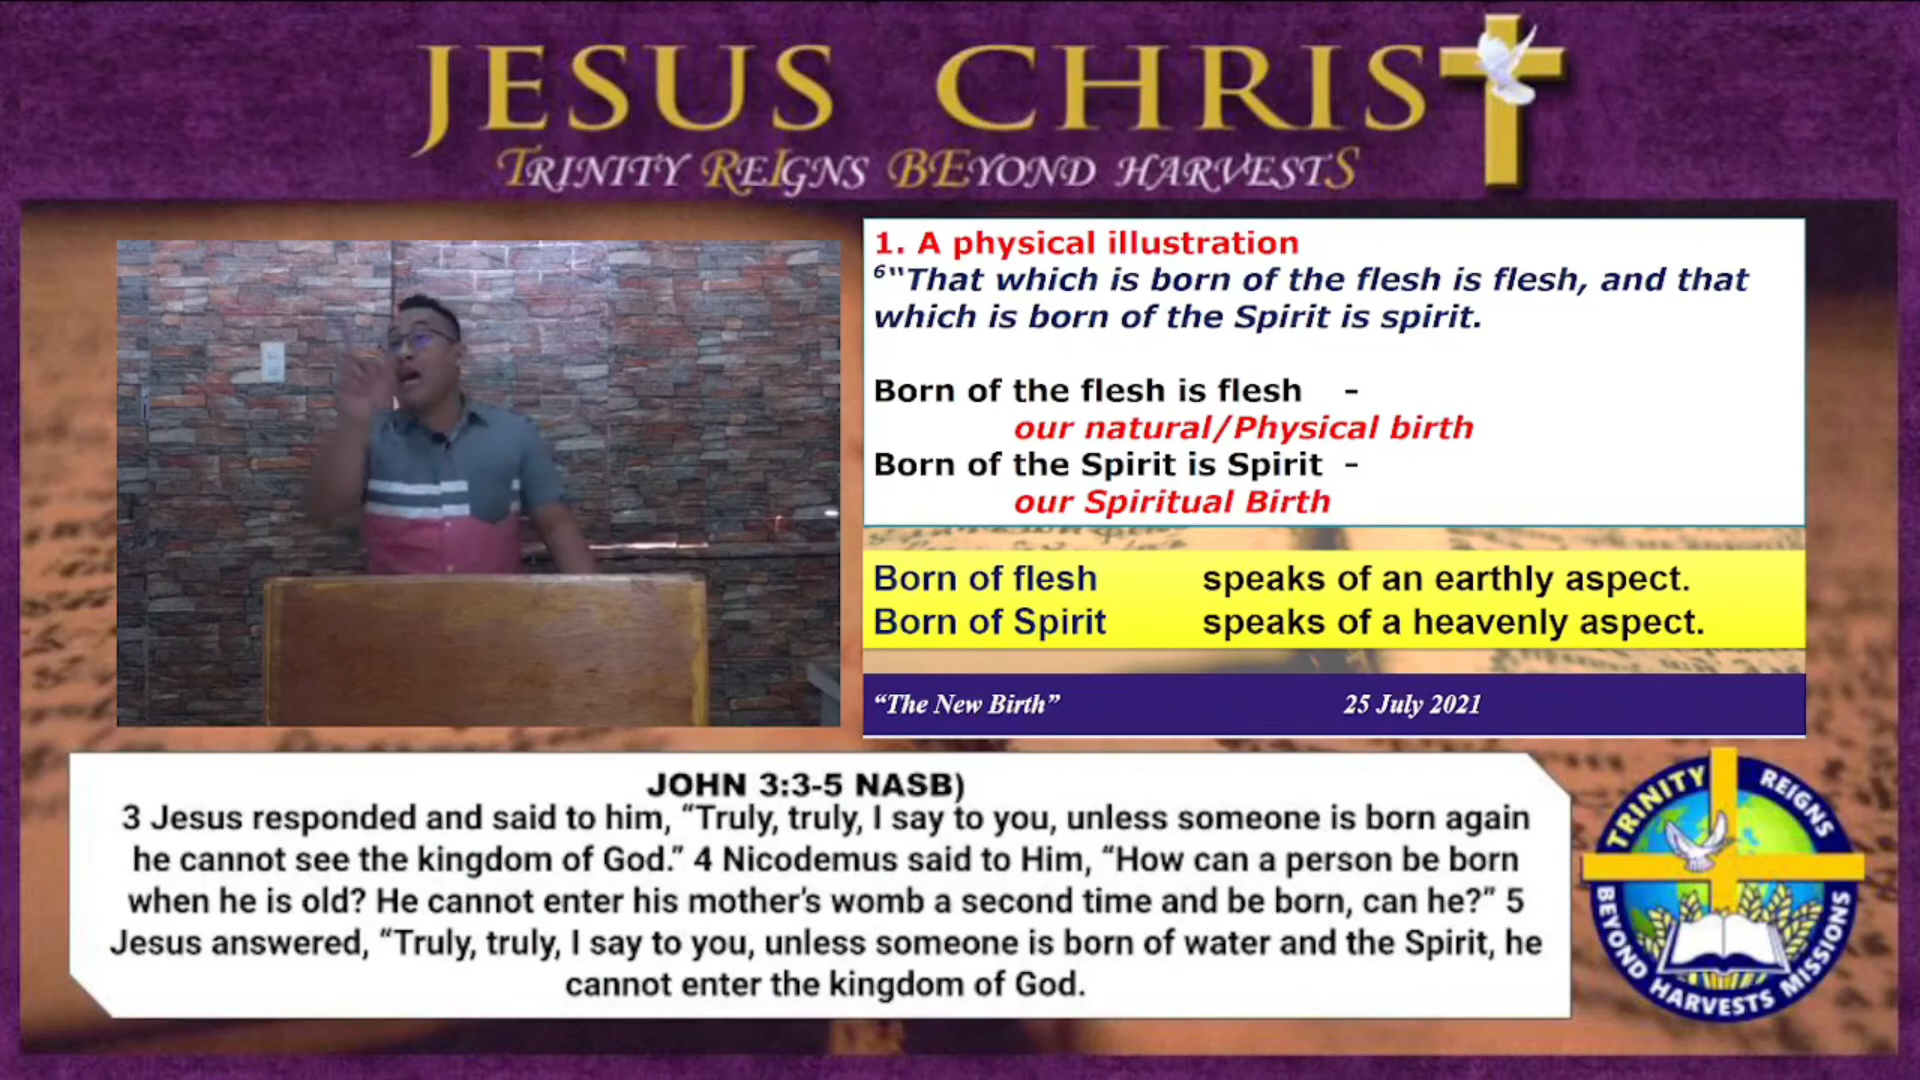 JESUS CHRIST
TRINITY REIGNS BEYOND HARVESTS
1. A physical illustration
6“That which is born of the flesh is flesh, and that
which is born of the Spirit is spirit.
Born of the flesh is flesh -
our natural/Physical birth
Born of the Spirit is Spirit -
our Spiritual Birth
Born of flesh speaks of an earthly aspect.
Born of Spirit speaks of a heavenly aspect.
“The New Birth” 25 July 2021
JOHN 3:3-5 NASB)
3 Jesus responded and said to him, “Truly, truly, I say to you, unless someone is born again
he cannot see the kingdom of God.” 4 Nicodemus said to Him, “How can a person be born
when he is old? He cannot enter his mother’s womb a second time and be born, can he?” 5
Jesus answered, “Truly, truly, I say to you, unless someone is born of water and the Spirit, he
cannot enter the kingdom of God.
TRINITY REIGNS
BEYOND HARVESTS MISSIONS